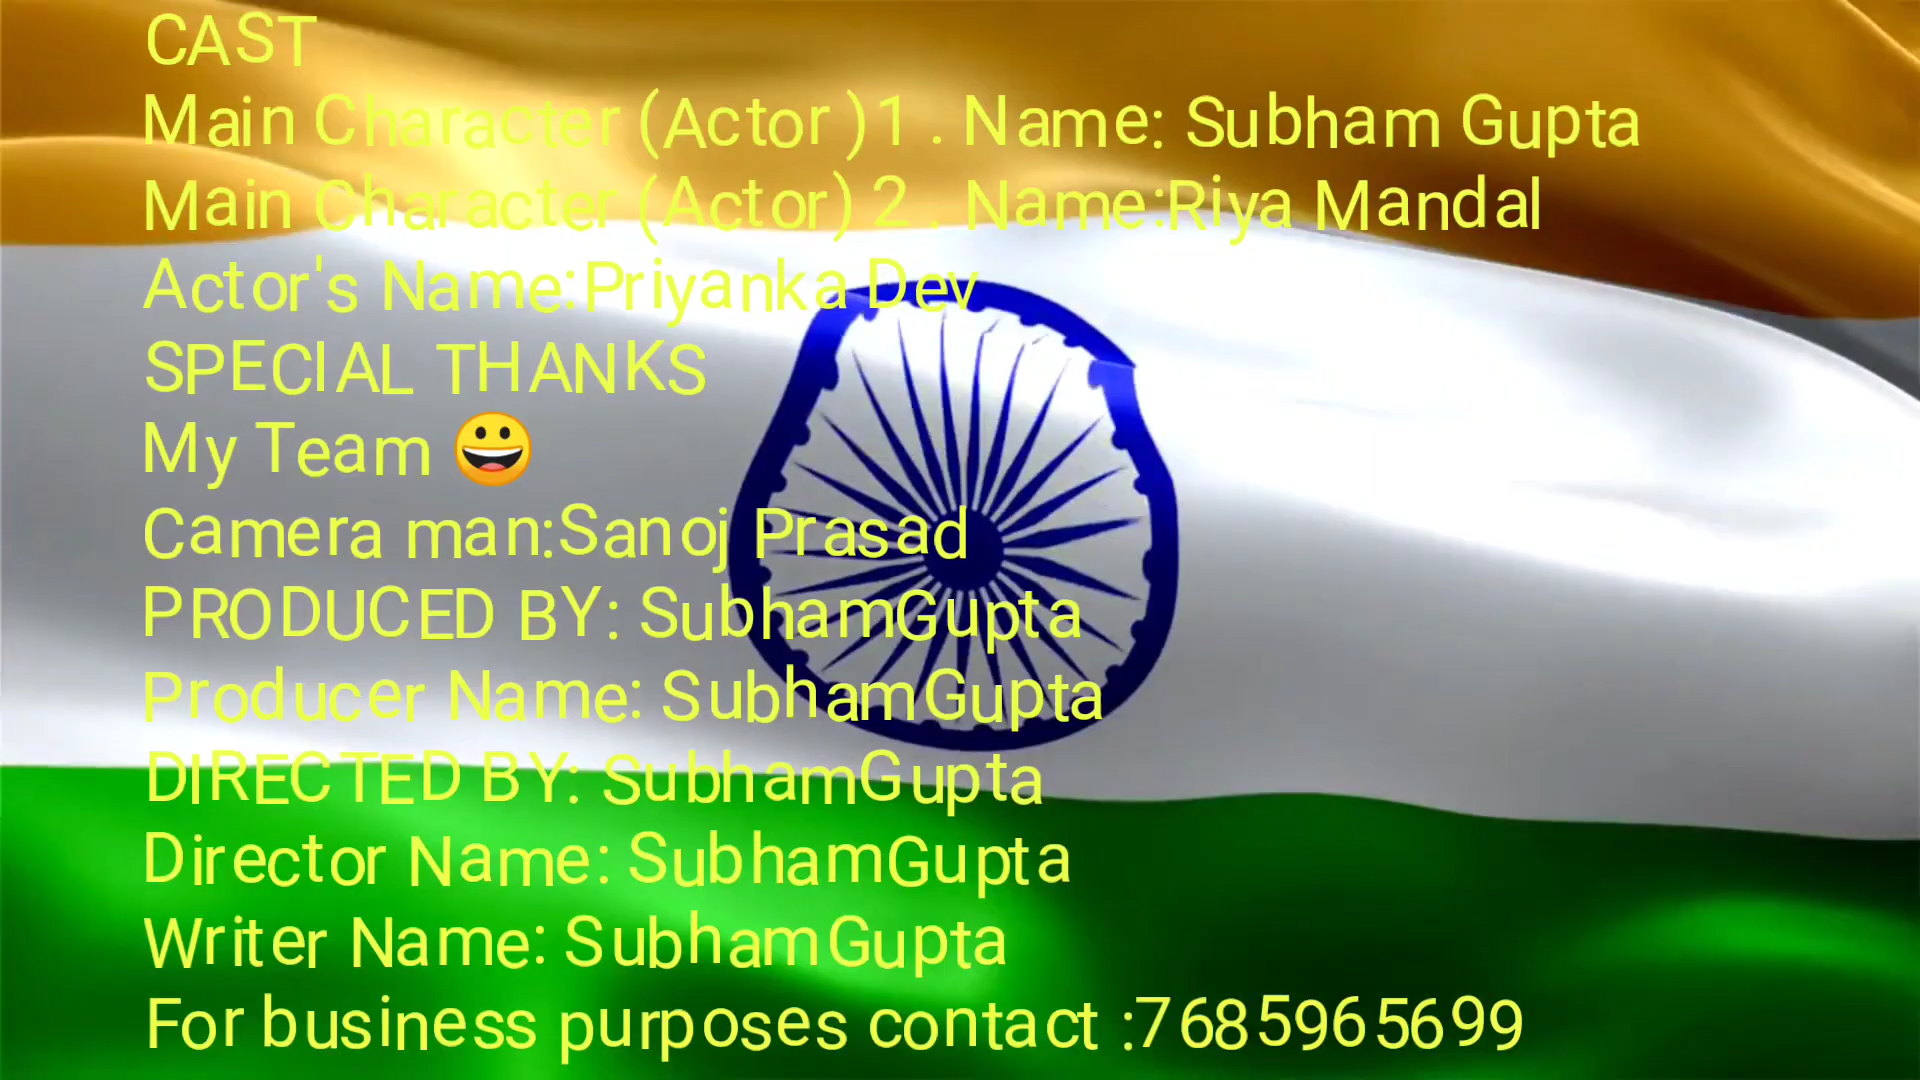 CAST
Main Character (Actor )1 . Name: Subham Gupta
Main Character (Actor) 2 . Name:Riya Mandal
Actor's Name:Priyanka Dev
SPECIAL THANKS
My Team 😀
Camera man:Sanoj Prasad
PRODUCED BY: SubhamGupta
Producer Name: SubhamGupta
DIRECTED BY: SubhamGupta
Director Name: SubhamGupta
Writer Name: SubhamGupta
For business purposes contact :7685965699